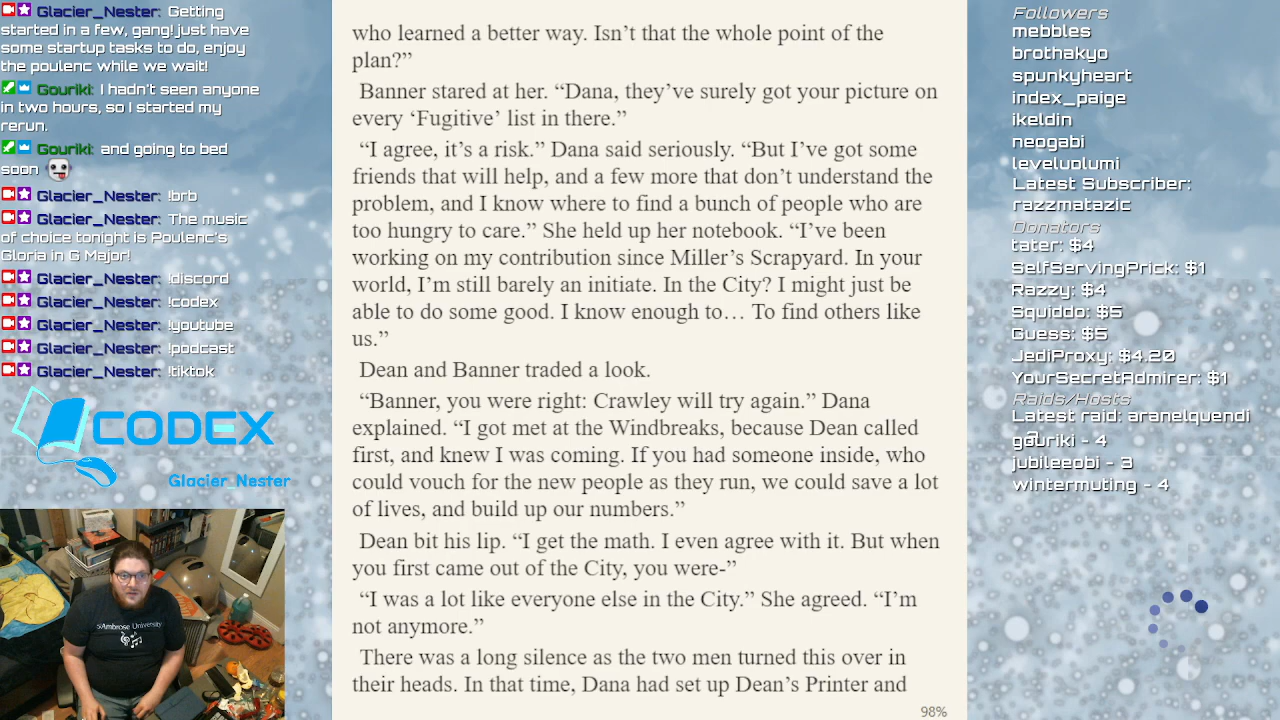 Glacier_Nester: Getting
started in a few, gang! just have
some startup tasks to do, enjoy
the poulenc while we wait!
Gouriki: I hadn't seen anyone
in two hours, so I started my
rerun.
Gouriki: and going to bed
soon
Glacier_Nester: !brb
Glacier_Nester: The music
of choice tonight is Poulenc's
Gloria in G Major!
Glacier_Nester: !discord
Glacier_Nester: !codex
Glacier_Nester: !youtube
Glacier_Nester: !podcast
Glacier_Nester: !tiktok
CODEX
Glacier Nester
St Ambrose University
who learned a better way. Isn’t that the whole point of the
plan?”
Banner stared at her. “Dana, they’ve surely got your picture on
every ‘Fugitive’ list in there.”
“I agree, it’s a risk.” Dana said seriously. “But I’ve got some
friends that will help, and a few more that don’t understand the
problem, and I know where to find a bunch of people who are
too hungry to care.” She held up her notebook. “I’ve been
working on my contribution since Miller’s Scrapyard. In your
world, I’m still barely an initiate. In the City? I might just be
able to do some good. I know enough to… To find others like
us.”
Dean and Banner traded a look.
“Banner, you were right: Crawley will try again.” Dana
explained. “I got met at the Windbreaks, because Dean called
first, and knew I was coming. If you had someone inside, who
could vouch for the new people as they run, we could save a lot
of lives, and build up our numbers.”
Dean bit his lip. “I get the math. I even agree with it. But when
you first came out of the City, you were-”
“I was a lot like everyone else in the City.” She agreed. “I’m
not anymore.”
There was a long silence as the two men turned this over in
their heads. In that time, Dana had set up Dean’s Printer and
98%
Followers
mebbles
brothakyo
spunkyheart
index_paige
ikeldin
neogabi
leveluolumi
Latest Subscriber:
razzmatazic
Donators
tater: $4
SelfServingPrick: $1
Razzy: $4
Squiddo: $5
Guess: $5
JediProxy: $4.20
YourSecretAdmirer: $1
Raids/Hosts
Latest raid: aranelquendi
gouriki - 4
jubileeobi - 3
wintermuting - 4